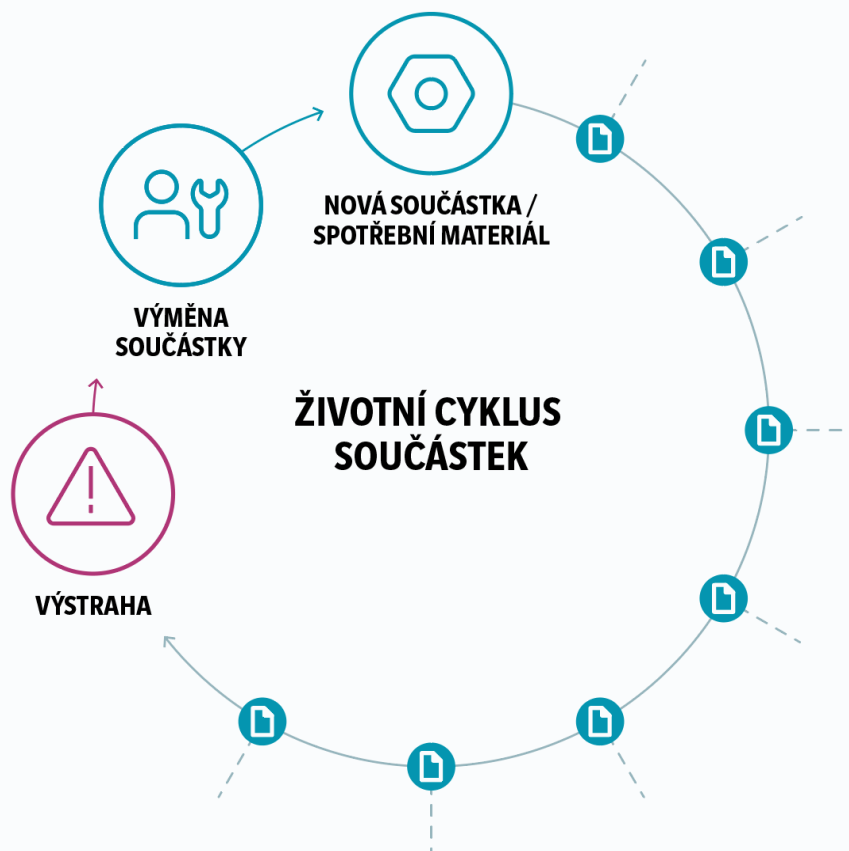 NOVÁ SOUČÁSTKA /
SPOTŘEBNÍ MATERIÁL
VÝMĚNA
SOUČÁSTKY
ŽIVOTNÍ CYKLUS
SOUČÁSTEK
VÝSTRAHA